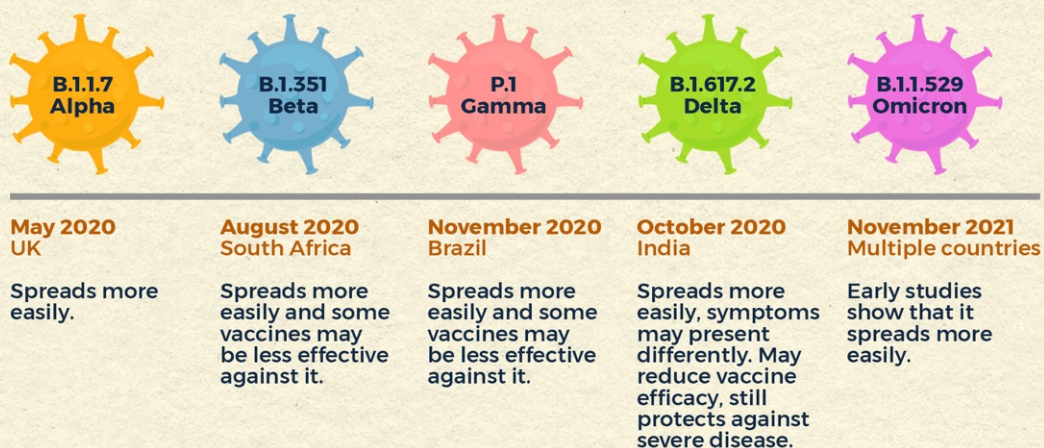 B.1.1.7
Alpha
B.1.351
Beta
P.1
Gamma
B.1.617.2
Delta
B.1.1.529
Omicron
May 2020
UK
Spreads more
easily.
August 2020
South Africa
Spreads more
easily and some
vaccines may
be less effective
against it.
November 2020
Brazil
Spreads more
easily and some
vaccines may
be less effective
against it.
October 2020
India
Spreads more
easily, symptoms
may present
differently. May
reduce vaccine
efficacy, still
protects against
severe disease.
November 2021
Multiple countries
Early studies
show that it
spreads more
easily.